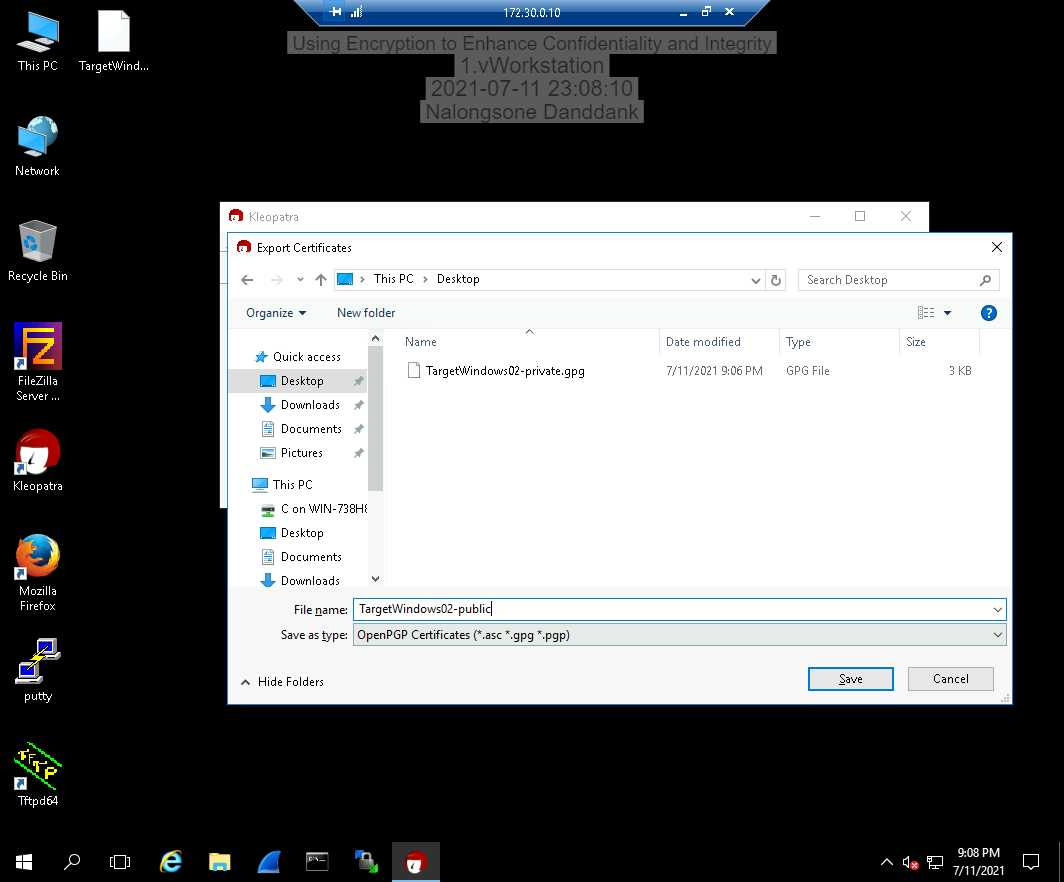 172.30.0.10
Using Encryption to Enhance Confidentiality and Integrity
1.vWorkstation
2021-07-11 23:08:10
Nalongsone Danddank
This PC
TargetWind...
Network
Recycle Bin
FileZilla
Server ...
Kleopatra
Mozilla
Firefox
putty
Tftpd64
Kleopatra
Export Certificates
This PC > Desktop
Search Desktop
Organize
New folder
Name
Date modified
Type
Size
TargetWindows02-private.gpg
7/11/2021 9:06 PM
GPG File
3 KB
Quick access
Desktop
Downloads
Documents
Pictures
This PC
C on WIN-738H8
Desktop
Documents
Downloads
File name:
TargetWindows02-public
Save as type:
OpenPGP Certificates (*.asc *.gpg *.pgp)
Hide Folders
Save
Cancel
9:08 PM
7/11/2021